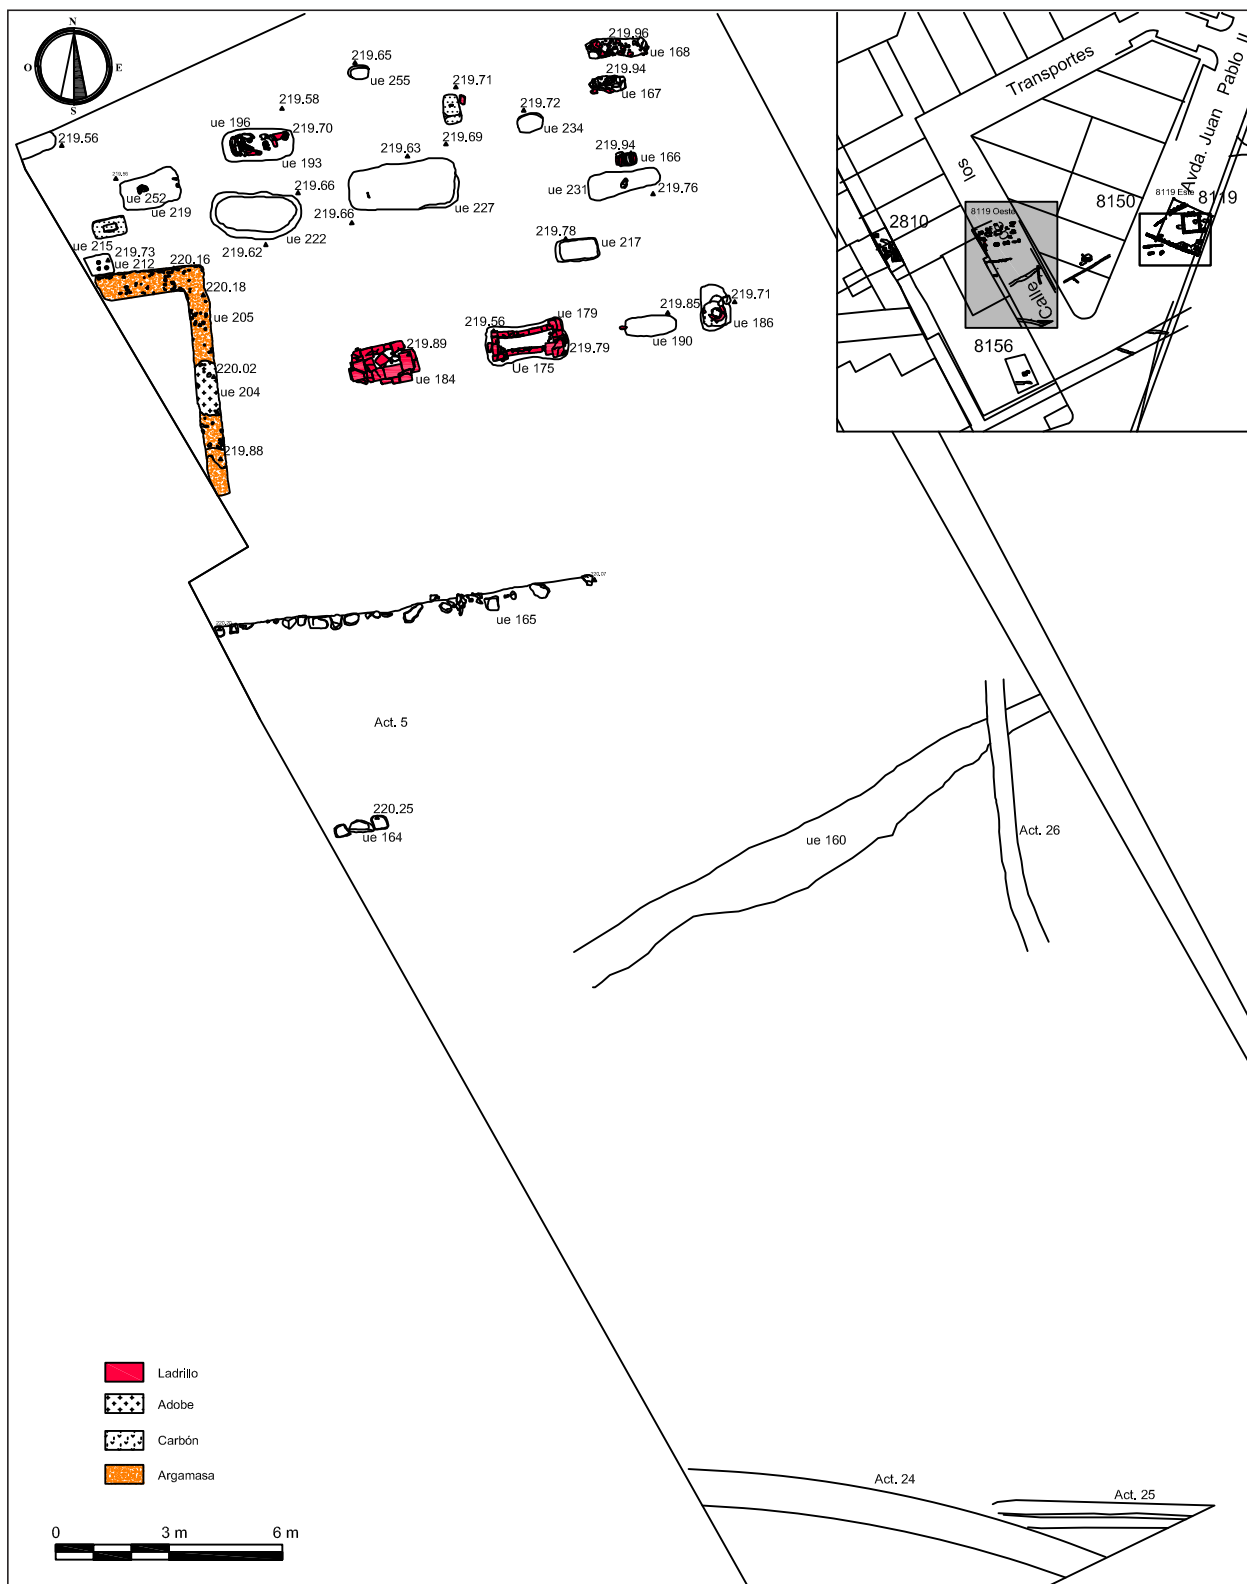 N
O
E
S
219.56
219.58
219.65
ue 255
219.71
219.96
ue 168
219.94
ue 167
219.72
ue 234
ue 196
219.70
ue 193
219.63
219.69
219.94
ue 166
ue 252
ue 219
219.66
219.66
ue 227
ue 231
219.76
ue 215
219.73
ue 212
219.62
ue 222
219.78
ue 217
220.16
220.18
ue 205
220.02
ue 204
219.88
219.89
ue 184
219.56
ue 179
219.79
Ue 175
219.85
ue 190
219.71
ue 186
220.07
ue 165
Act. 5
220.25
ue 164
ue 160
Act. 26
Act. 24
Act. 25
Transportes
los
Calle
Avda. Juan Pablo II
2810
8119 Oeste
8150
8119 Este
8119
8156
Ladrillo
Adobe
Carbón
Argamasa
0 3 m 6 m